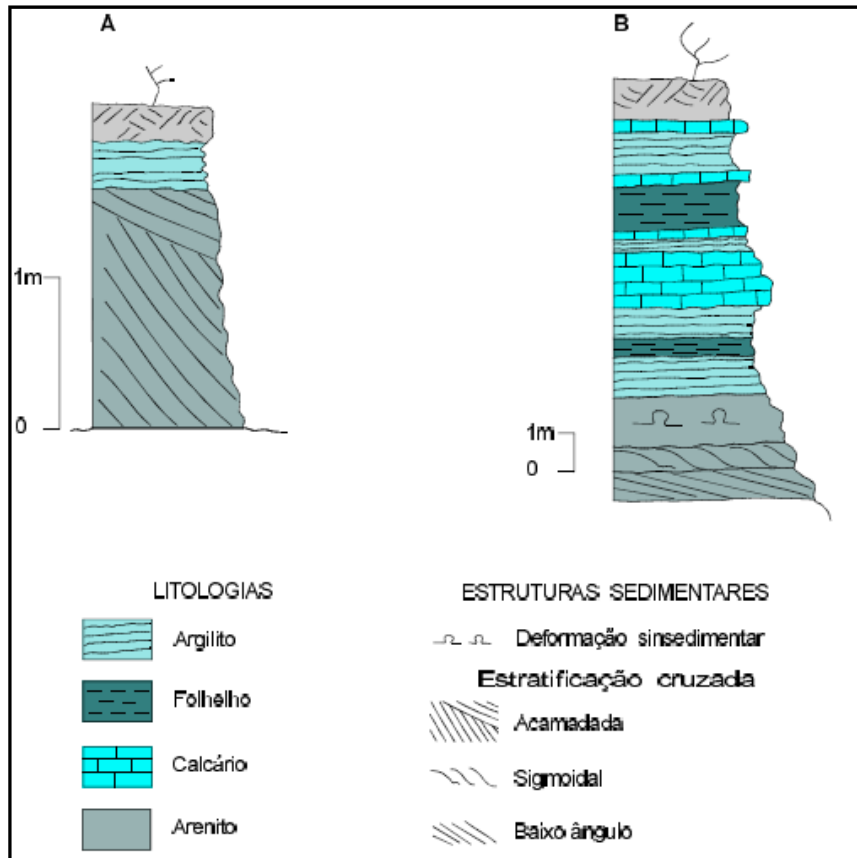 A
B
1m
0
1m
0
LITOLOGIAS
Argilito
Folhelho
Calcário
Arenito
ESTRUTURAS SEDIMENTARES
Deformação sinsedimentar
Estratificação cruzada
Acamadada
Sigmoidal
Baixo ângulo